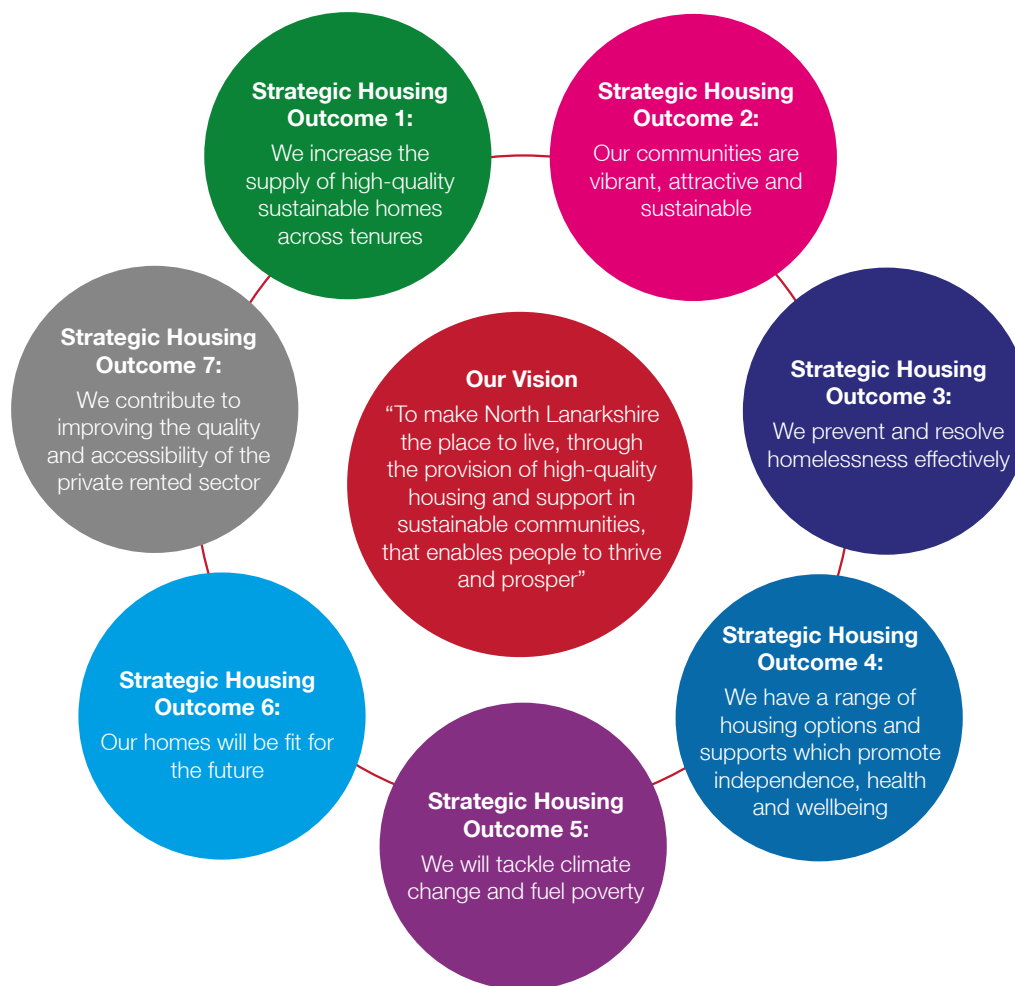 Strategic Housing
Outcome 1:
We increase the
supply of high-quality
sustainable homes
across tenures
Strategic Housing
Outcome 2:
Our communities are
vibrant, attractive and
sustainable
Strategic Housing
Outcome 3:
We prevent and resolve
homelessness effectively
Strategic Housing
Outcome 4:
We have a range of
housing options and
supports which promote
independence, health
and wellbeing
Strategic Housing
Outcome 5:
We will tackle climate
change and fuel poverty
Strategic Housing
Outcome 6:
Our homes will be fit for
the future
Strategic Housing
Outcome 7:
We contribute to
improving the quality
and accessibility of the
private rented sector
Our Vision
“To make North Lanarkshire
the place to live, through
the provision of high-quality
housing and support in
sustainable communities,
that enables people to thrive
and prosper”